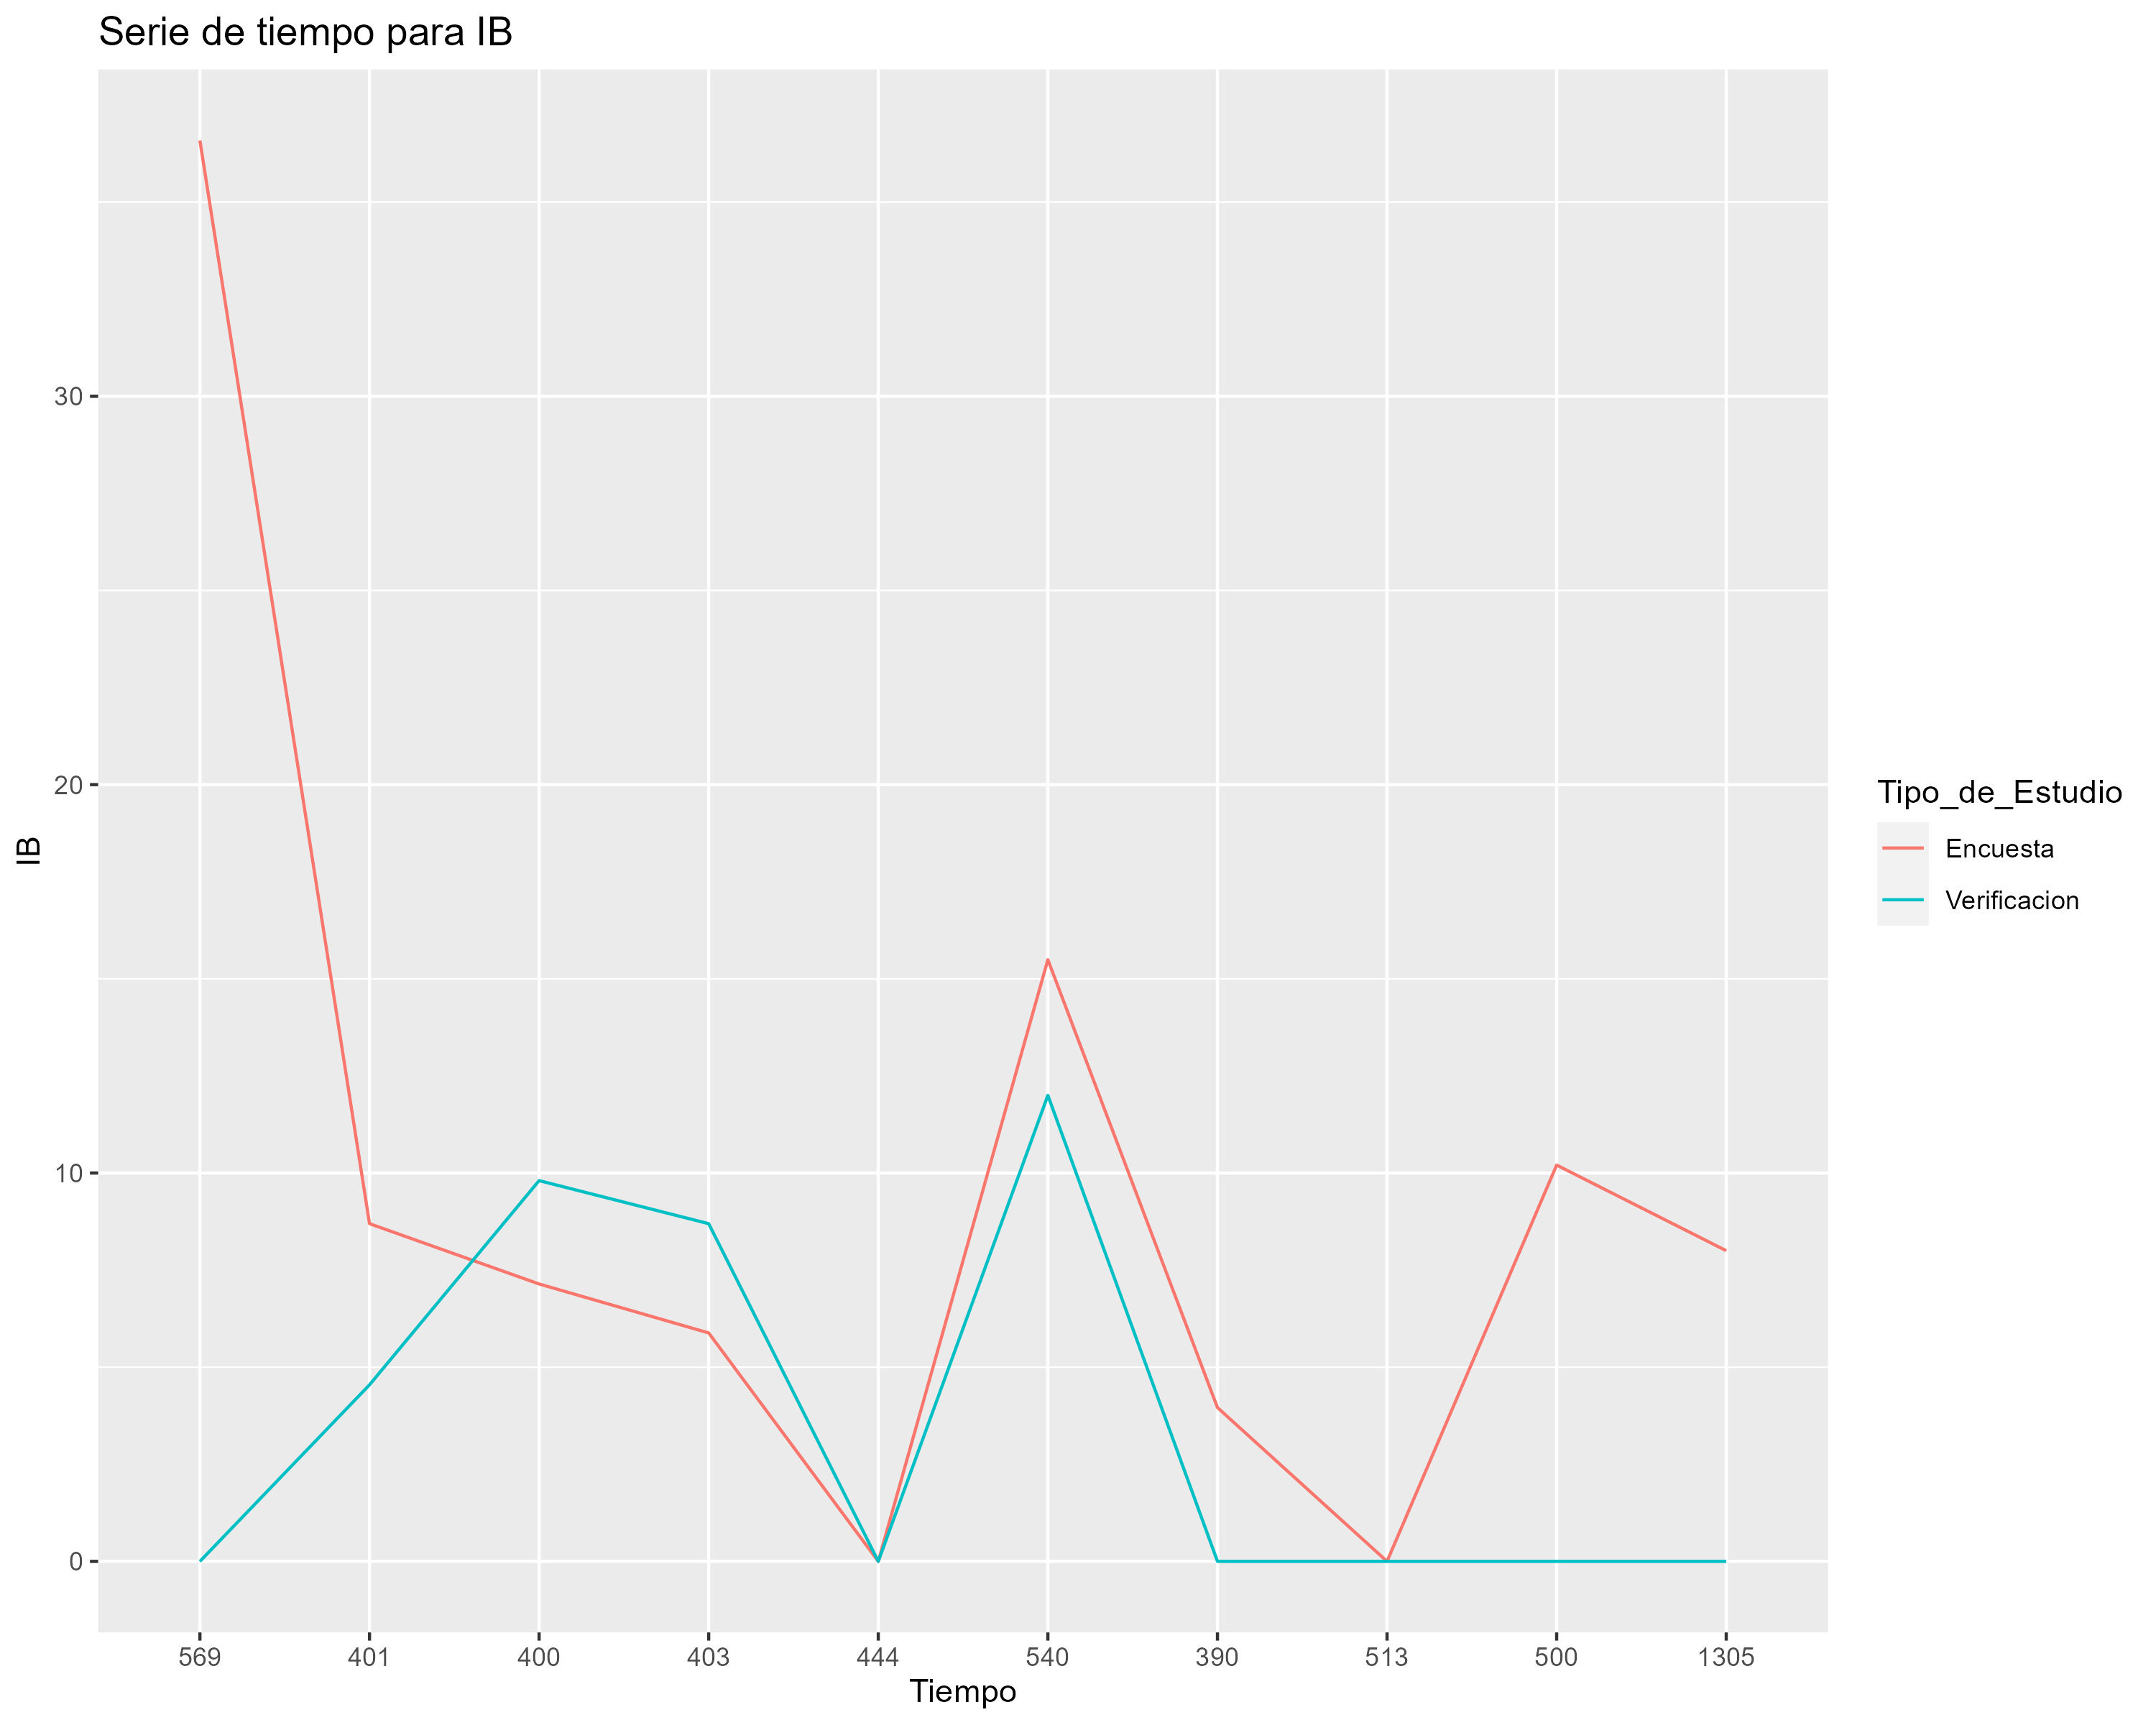 Serie de tiempo para IB
30
20
10
0
IB
569 401 400 403 444 540 390 513 500 1305
Tiempo
Tipo_de_Estudio
Encuesta
Verificacion